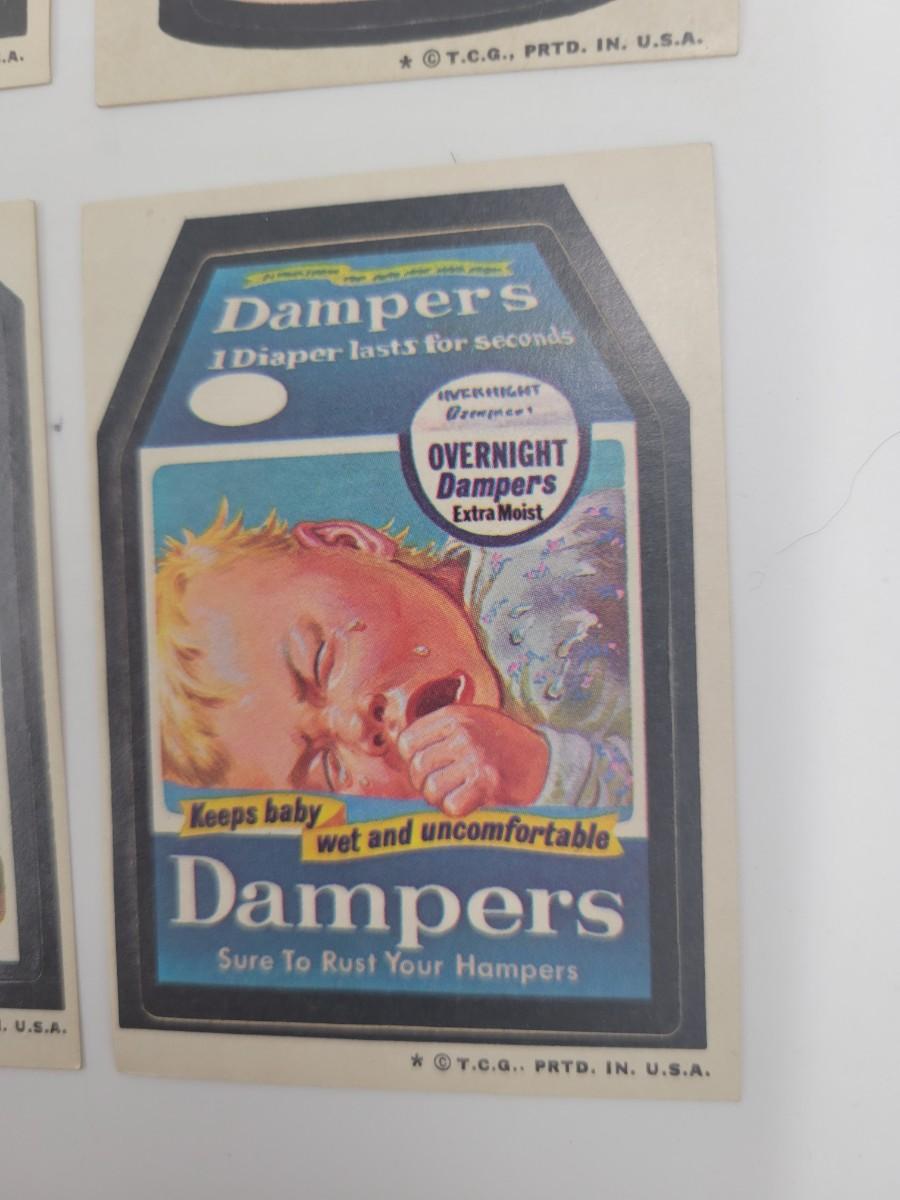 .A.
* © T.C.G., PRTD. IN. U.S.A.
Dampers
1 Diaper lasts for seconds
OVERNIGHT
OVERNIGHT
Dampers
Extra Moist
Keeps baby
wet and uncomfortable
Dampers
Sure To Rust Your Hampers
. U.S.A.
* © T.C.G.. PRTD. IN. U.S.A.